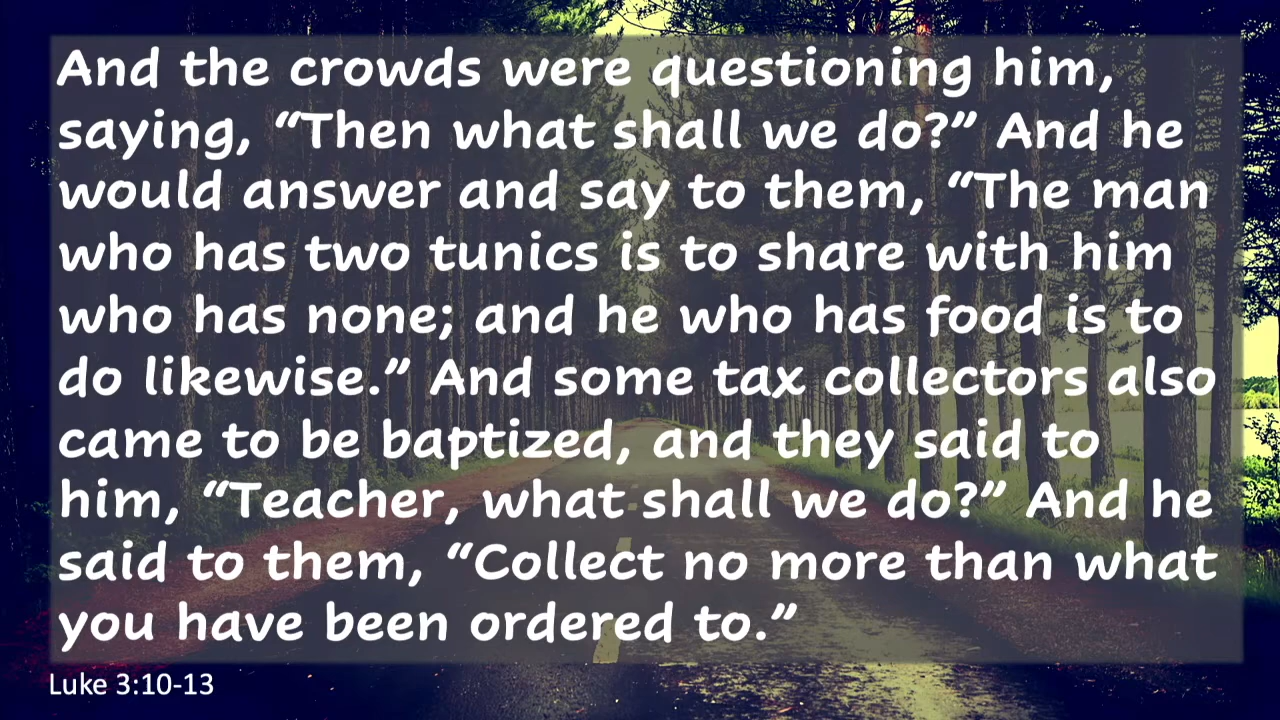 And the crowds were questioning him,
saying, “Then what shall we do?” And he
would answer and say to them, “The man
who has two tunics is to share with him
who has none; and he who has food is to
do likewise.” And some tax collectors also
came to be baptized, and they said to
him, “Teacher, what shall we do?” And he
said to them, “Collect no more than what
you have been ordered to.”
Luke 3:10-13